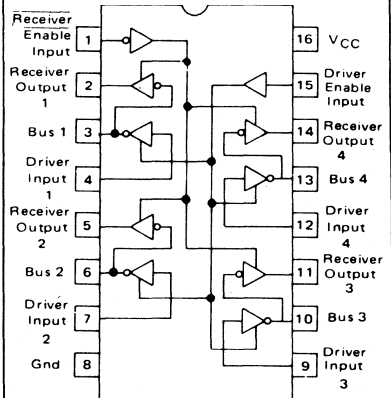 Receiver
Enable
Input
1
Receiver
Output
1
2
Bus 1
3
Driver
Input
1
4
Receiver
Output
2
5
Bus 2
6
Driver
Input
2
7
Gnd
8
16
VCC
15
Driver
Enable
Input
14
Receiver
Output
4
13
Bus 4
12
Driver
Input
4
11
Receiver
Output
3
10
Bus 3
9
Driver
Input
3